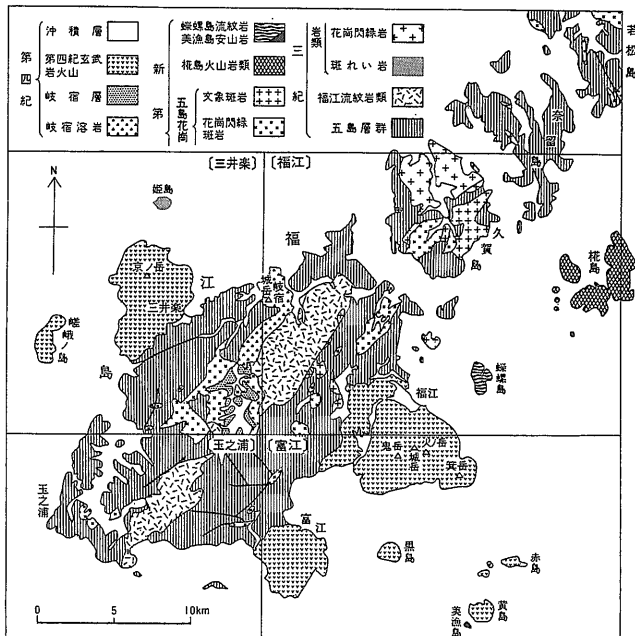 第四紀
沖積層
第四紀玄武
岩火山
岐宿層
岐宿溶岩
新第三紀
蠑螺島流紋岩
美漁島安山岩
椛島火山岩類
五島花崗岩類
文象斑岩
花崗閃緑
斑岩
花崗閃緑岩
斑れい岩
福江流紋岩類
五島層群
若松島
奈留島
〔三井楽〕
〔福江〕
N
姫島
福江島
久賀島
椛島
京ノ岳
三井楽
城岳
岐宿
嵯峨ノ島
蠑螺島
福江
鬼岳
火岳
城岳
箕岳
玉之浦
〔玉之浦〕
〔富江〕
富江
黒島
赤島
黄島
美漁島
0 5 10km